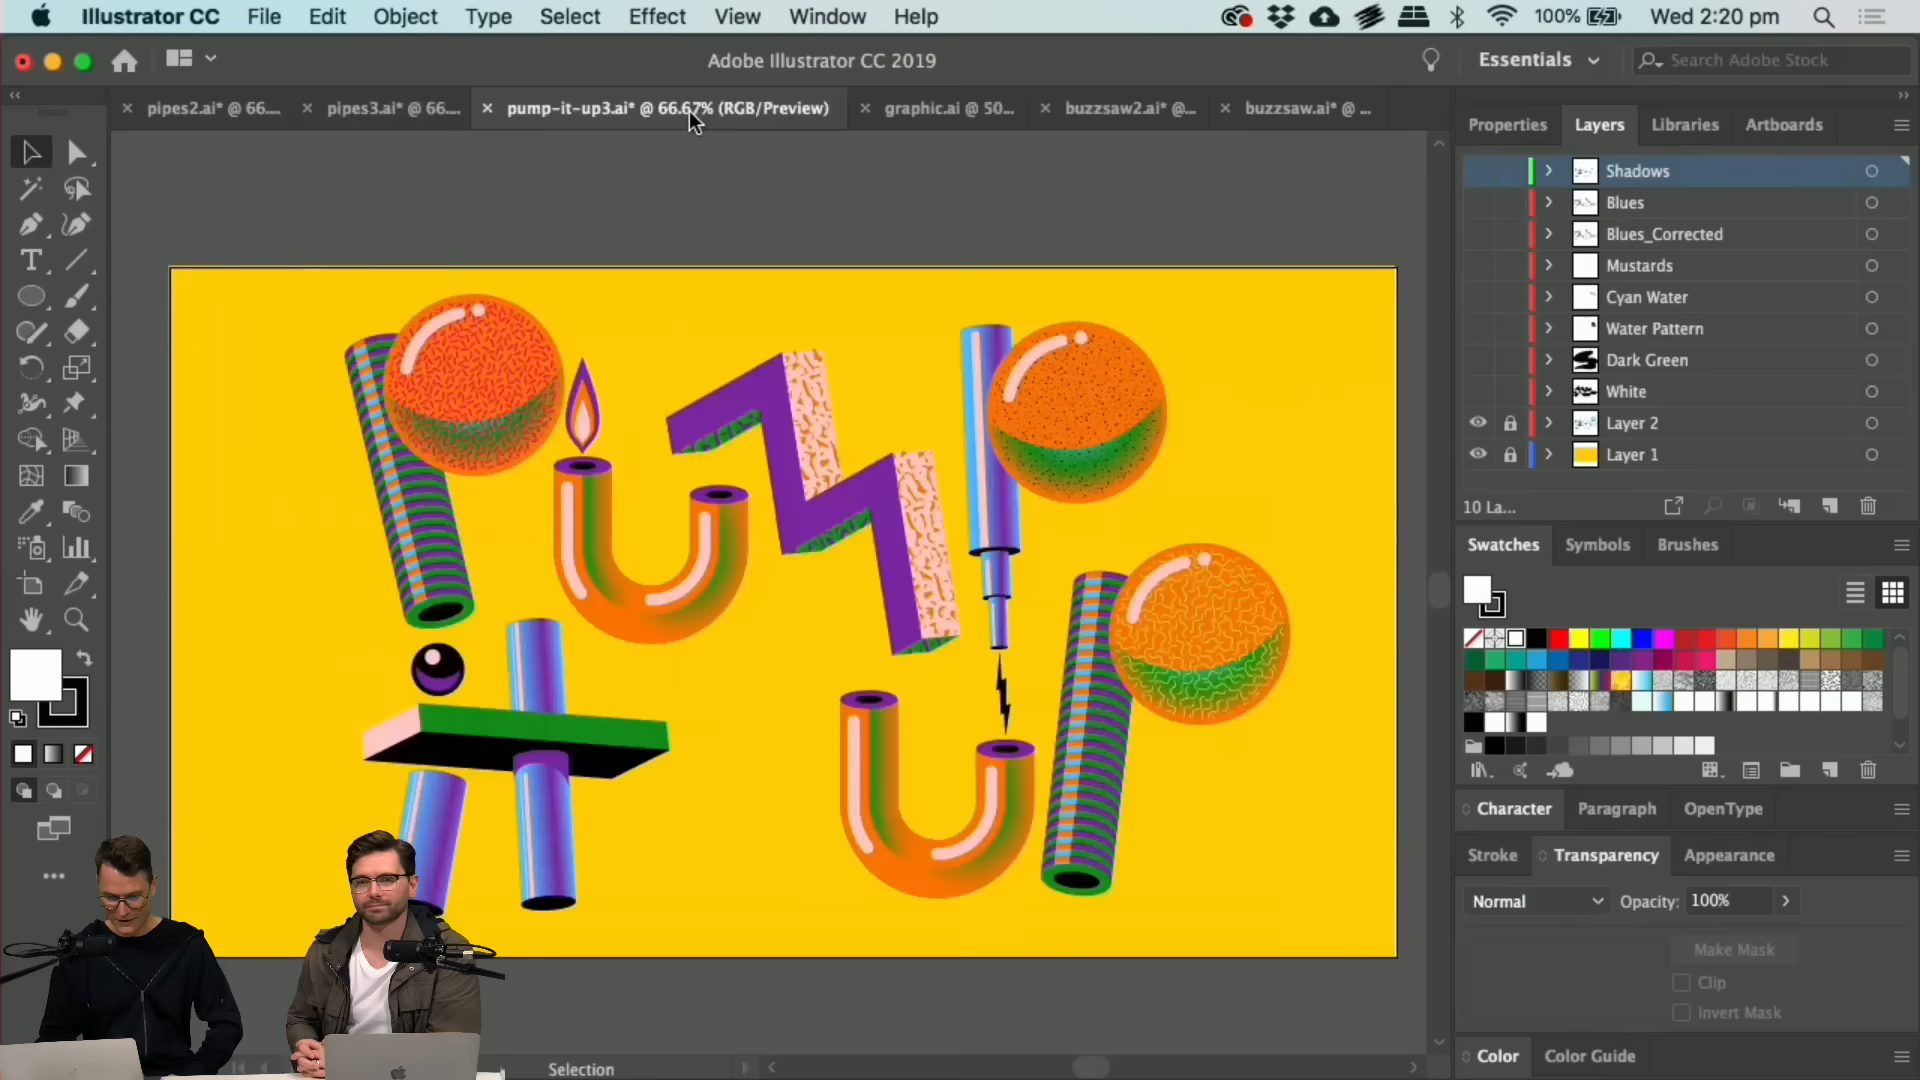 Illustrator CC File Edit Object Type Select Effect View Window Help 100% Wed 2:20 pm
Adobe Illustrator CC 2019 Essentials Search Adobe Stock
pipes2.ai* @ 66.... pipes3.ai* @ 66.... pump-it-up3.ai* @ 66.67% (RGB/Preview) graphic.ai @ 50... buzzsaw2.ai* @... buzzsaw.ai* @ ...
Properties Layers Libraries Artboards
Shadows
Blues
Blues_Corrected
Mustards
Cyan Water
Water Pattern
Dark Green
White
Layer 2
Layer 1
10 La...
Swatches Symbols Brushes
PUMP
it UP
Character Paragraph OpenType
Stroke Transparency Appearance
Normal Opacity: 100%
Make Mask
Clip
Invert Mask
Color Color Guide
Selection